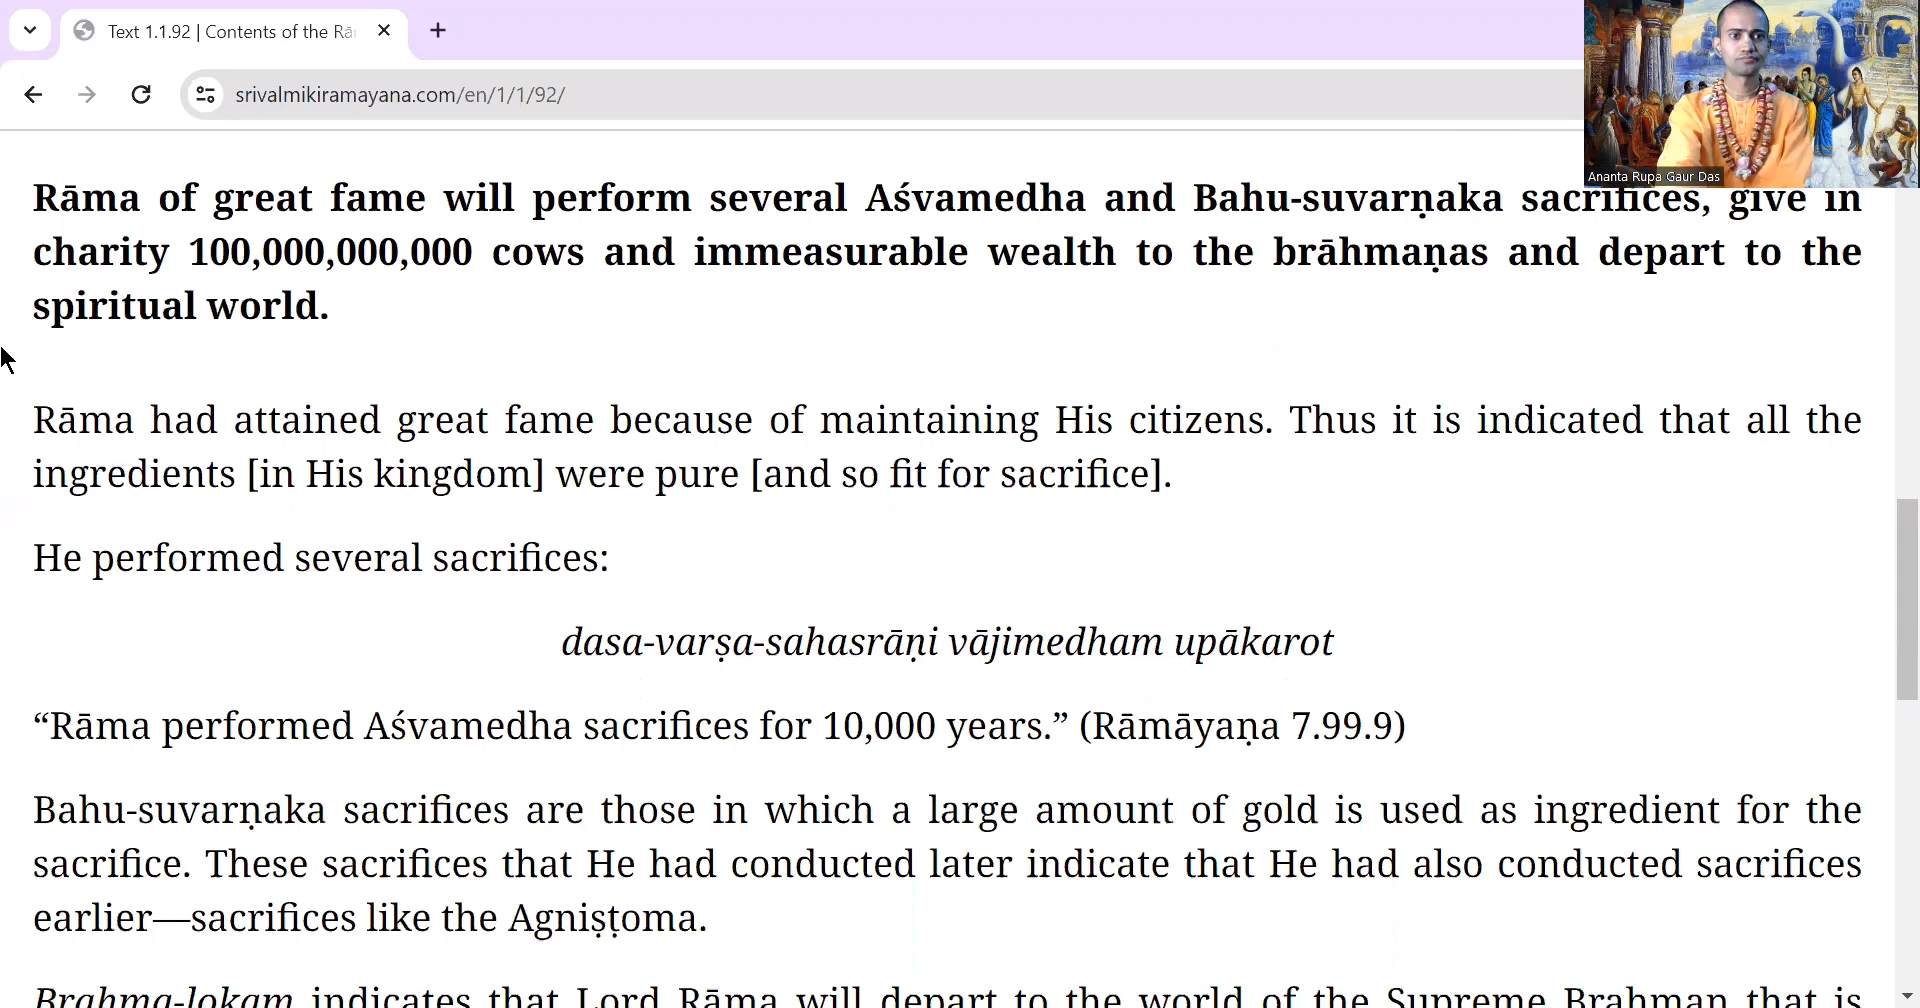 Text 1.1.92 | Contents of the Rā
srivalmikiramayana.com/en/1/1/92/
Ananta Rupa Gaur Das
Rāma of great fame will perform several Aśvamedha and Bahu-suvarṇaka sacrifices, give in
charity 100,000,000,000 cows and immeasurable wealth to the brāhmaṇas and depart to the
spiritual world.
Rāma had attained great fame because of maintaining His citizens. Thus it is indicated that all the
ingredients [in His kingdom] were pure [and so fit for sacrifice].
He performed several sacrifices:
dasa-varṣa-sahasrāṇi vājimedham upākarot
“Rāma performed Aśvamedha sacrifices for 10,000 years.” (Rāmāyaṇa 7.99.9)
Bahu-suvarṇaka sacrifices are those in which a large amount of gold is used as ingredient for the
sacrifice. These sacrifices that He had conducted later indicate that He had also conducted sacrifices
earlier—sacrifices like the Agniṣṭoma.
Brahma-lokam indicates that Lord Rāma will depart to the world of the Supreme Brahman that is